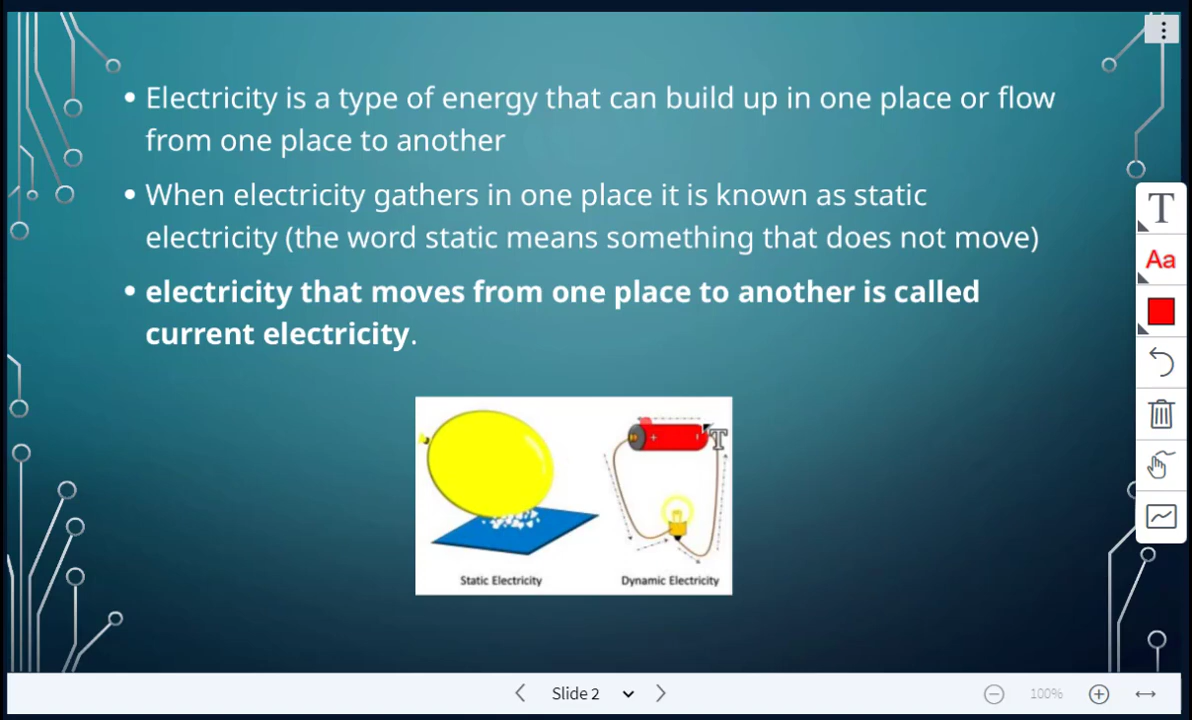 • Electricity is a type of energy that can build up in one place or flow
from one place to another
• When electricity gathers in one place it is known as static
electricity (the word static means something that does not move)
• electricity that moves from one place to another is called
current electricity.
T
Aa
+
T
Static Electricity
Dynamic Electricity
Slide 2
100%